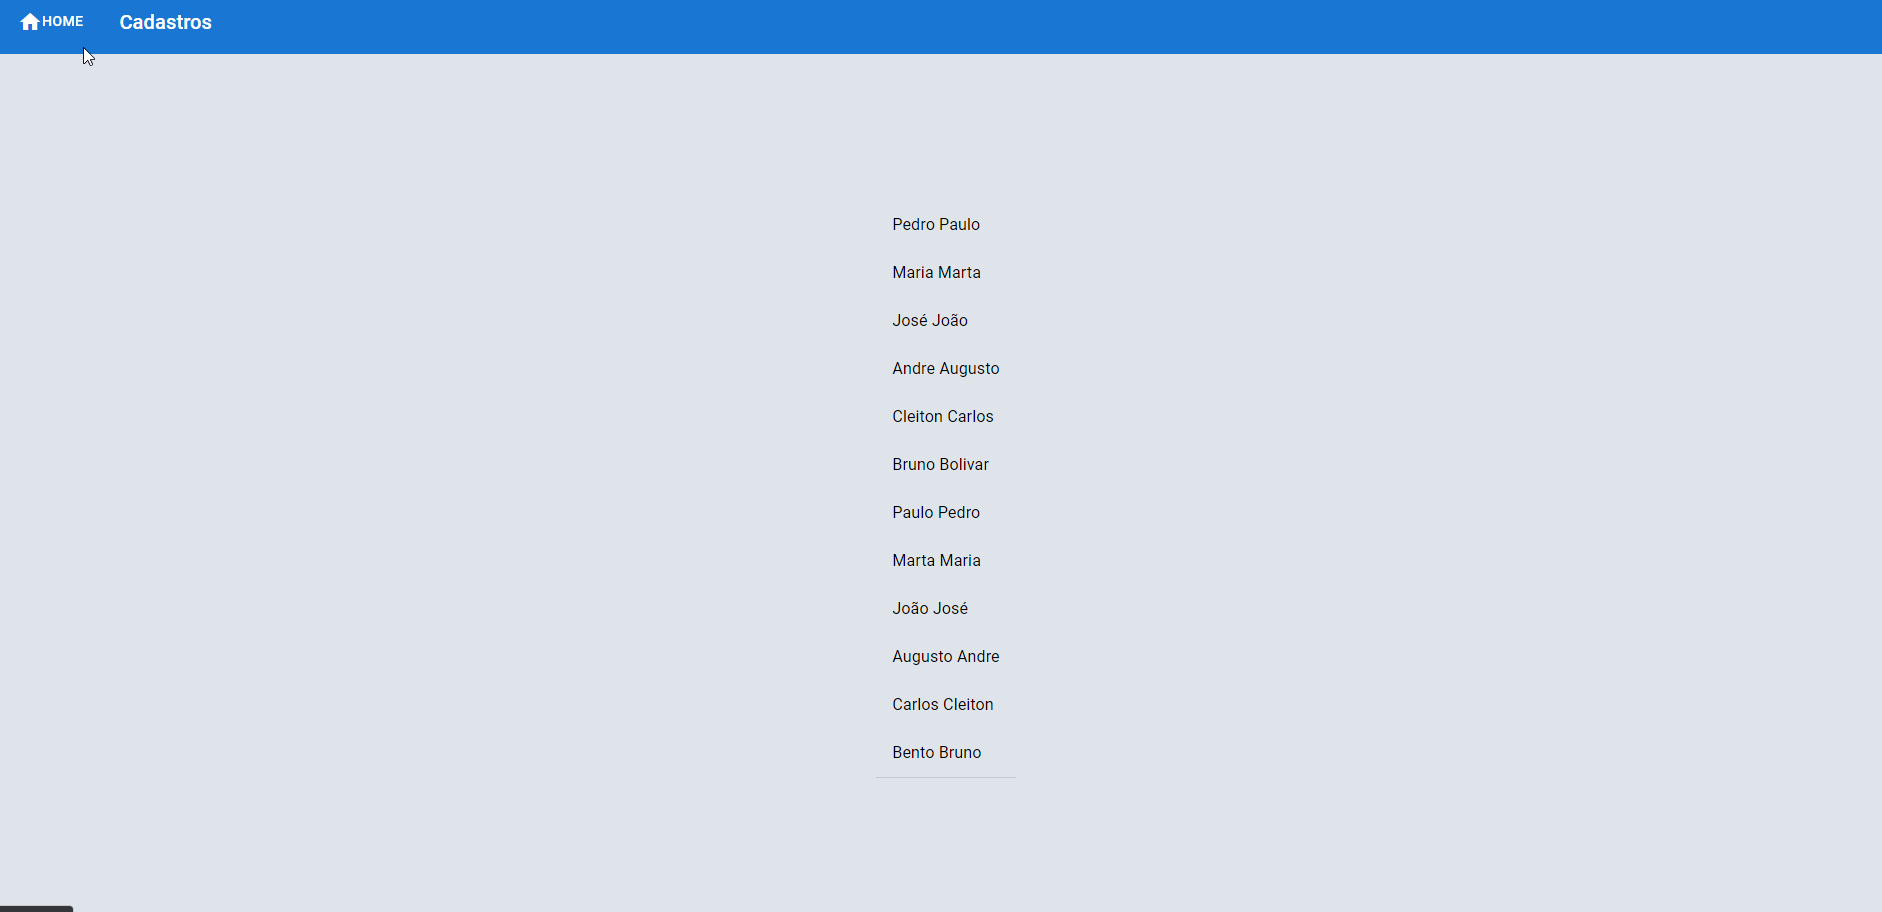 HOME Cadastros
Pedro Paulo
Maria Marta
José João
Andre Augusto
Cleiton Carlos
Bruno Bolivar
Paulo Pedro
Marta Maria
João José
Augusto Andre
Carlos Cleiton
Bento Bruno